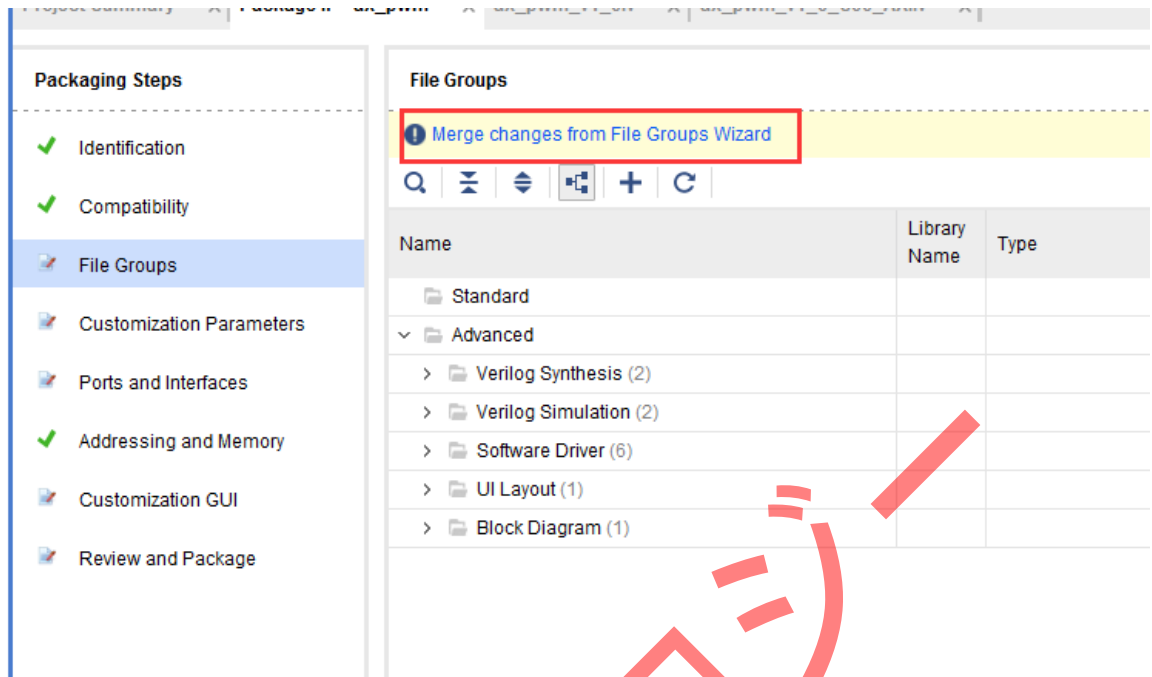 Packaging Steps
Identification
Compatibility
File Groups
Customization Parameters
Ports and Interfaces
Addressing and Memory
Customization GUI
Review and Package
File Groups
Merge changes from File Groups Wizard
Name
Library Name
Type
Standard
Advanced
Verilog Synthesis (2)
Verilog Simulation (2)
Software Driver (6)
UI Layout (1)
Block Diagram (1)